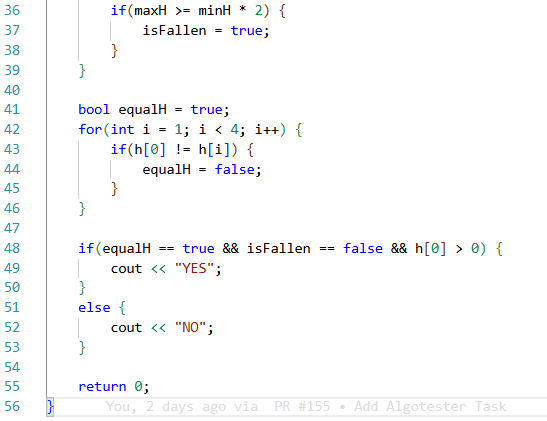 36 if(maxH >= minH * 2) {
37 isFallen = true;
38 }
39 }
40
41 bool equalH = true;
42 for(int i = 1; i < 4; i++) {
43 if(h[0] != h[i]) {
44 equalH = false;
45 }
46 }
47
48 if(equalH == true && isFallen == false && h[0] > 0) {
49 cout << "YES";
50 }
51 else {
52 cout << "NO";
53 }
54
55 return 0;
56 } You, 2 days ago via PR #155 • Add Algotester Task